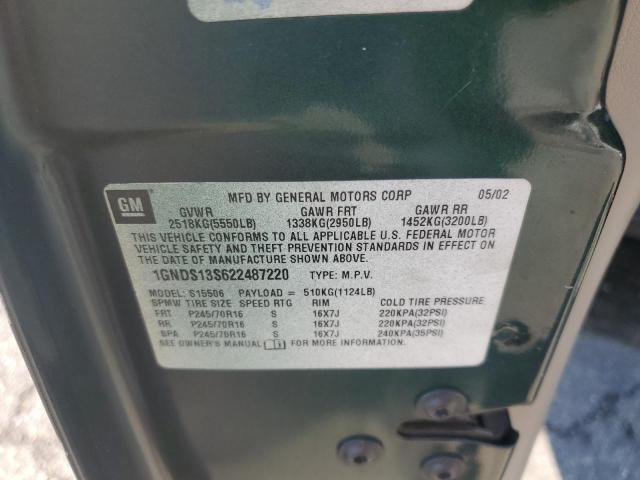 GM
MFD BY GENERAL MOTORS CORP 05/02
GVWR GAWR FRT GAWR RR
2518KG(5550LB) 1338KG(2950LB) 1452KG(3200LB)
THIS VEHICLE CONFORMS TO ALL APPLICABLE U.S. FEDERAL MOTOR
VEHICLE SAFETY AND THEFT PREVENTION STANDARDS IN EFFECT ON
THE DATE OF MANUFACTURE SHOWN ABOVE.
1GNDS13S622487220 TYPE: M.P.V.
MODEL: S15506 PAYLOAD = 510KG(1124LB)
SPMW TIRE SIZE SPEED RTG RIM COLD TIRE PRESSURE
FRT P245/70R16 S 16X7J 220KPA(32PSI)
RR P245/70R16 S 16X7J 220KPA(32PSI)
SPA P245/70R16 S 16X7J 240KPA(35PSI)
SEE OWNER'S MANUAL FOR MORE INFORMATION.